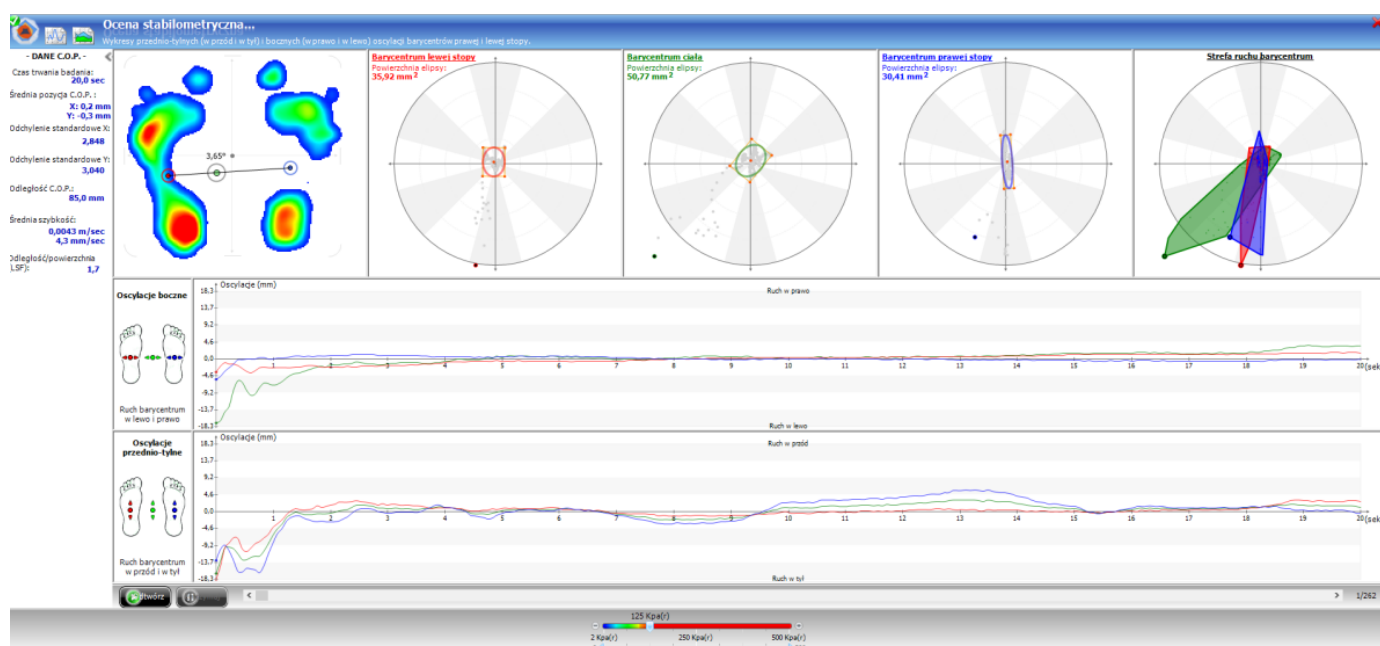 Ocena stabilometryczna...
Wykresy przednio-tylnych (w przód i w tył) i bocznych (w prawo i w lewo) oscylacji barycentrów prawej i lewej stopy.
- DANE C.O.P. -
Czas trwania badania:
20,0 sec
Średnia pozycja C.O.P. :
X: 0,2 mm
Y: -0,3 mm
Odchylenie standardowe X:
2,848
Odchylenie standardowe Y:
3,040
Odległość C.O.P.:
85,0 mm
Średnia szybkość:
0,0043 m/sec
4,3 mm/sec
Odległość/powierzchnia
(LSF):
1,7
3,65°
Barycentrum lewej stopy
Powierzchnia elipsy:
35,92 mm²
Barycentrum ciała
Powierzchnia elipsy:
50,77 mm²
Barycentrum prawej stopy
Powierzchnia elipsy:
30,41 mm²
Strefa ruchu barycentrum
Oscylacje boczne
Ruch barycentrum
w lewo i prawo
Oscylacje (mm)
Ruch w prawo
18.3
13.7
9.2
4.6
0.0
-4.6
-9.2
-13.7
-18.3
1 2 3 4 5 6 7 8 9 10 11 12 13 14 15 16 17 18 19 20 (sek
Ruch w lewo
Oscylacje
przednio-tylne
Ruch barycentrum
w przód i w tył
Oscylacje (mm)
Ruch w przód
18.3
13.7
9.2
4.6
0.0
-4.6
-9.2
-13.7
-18.3
1 2 3 4 5 6 7 8 9 10 11 12 13 14 15 16 17 18 19 20 (sek
Ruch w tył
dtwórz
1/262
125 Kpa(r)
2 Kpa(r) 250 Kpa(r) 500 Kpa(r)